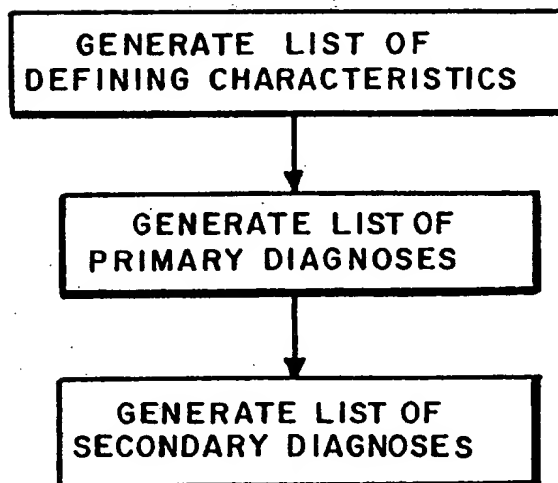 GENERATE LIST OF
DEFINING CHARACTERISTICS
GENERATE LIST OF
PRIMARY DIAGNOSES
GENERATE LIST OF
SECONDARY DIAGNOSES